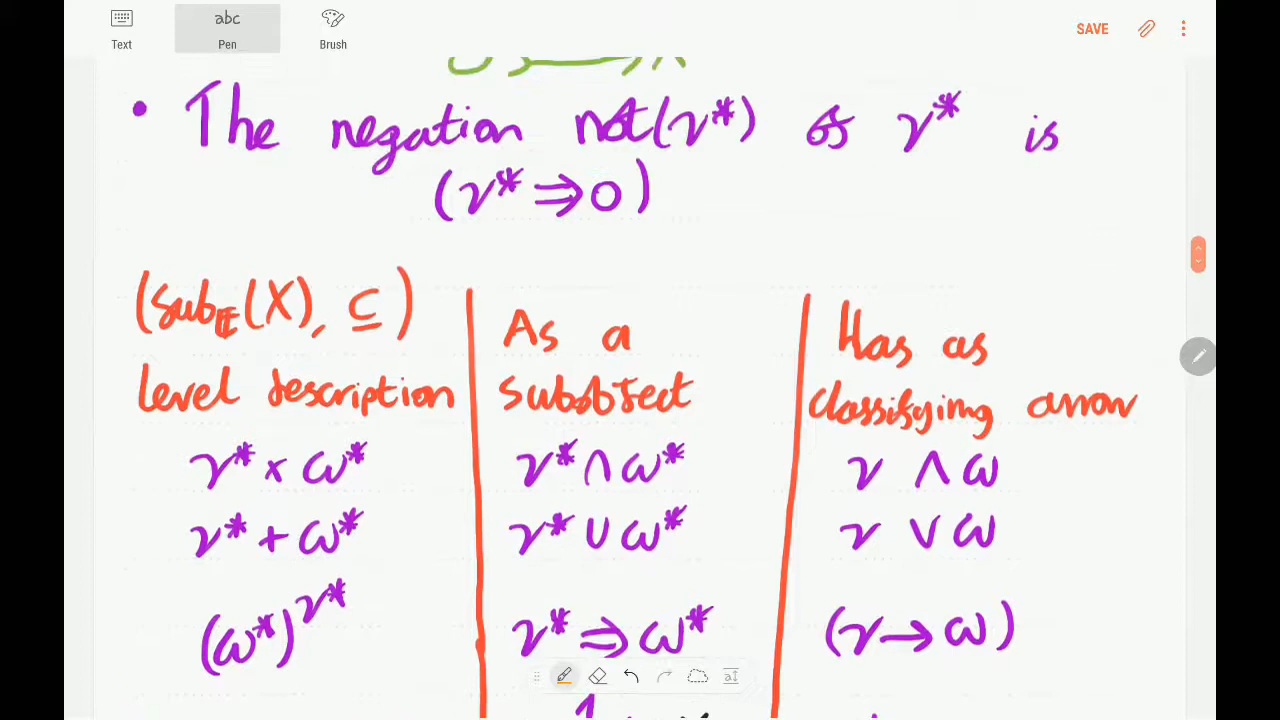 Text
abc
Pen
Brush
SAVE
• The negation not(γ*) of γ* is
(γ* ⇒ 0)
(Sub_E(X), ⊆)
level description
As a
subobject
Has as
classifying arrow
γ* × ω*
γ* ∩ ω*
γ ∧ ω
γ* + ω*
γ* ∪ ω*
γ ∨ ω
(ω*)^γ*
γ* ⇒ ω*
(γ → ω)